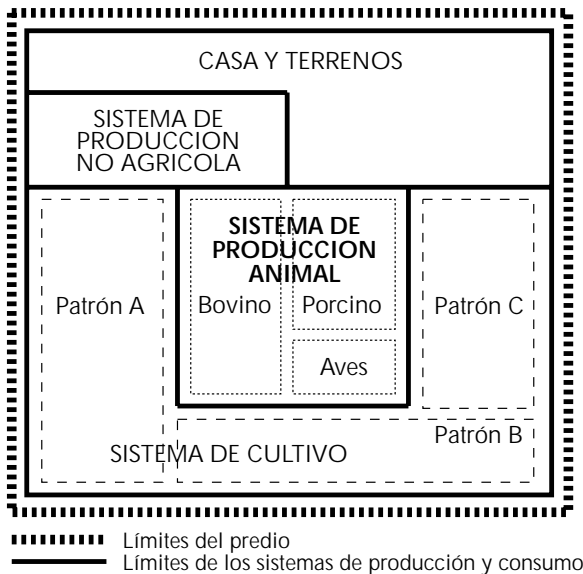 CASA Y TERRENOS
SISTEMA DE
PRODUCCION
NO AGRICOLA
SISTEMA DE
PRODUCCION
ANIMAL
Patrón A
Bovino
Porcino
Patrón C
Aves
Patrón B
SISTEMA DE CULTIVO
Límites del predio
Límites de los sistemas de producción y consumo